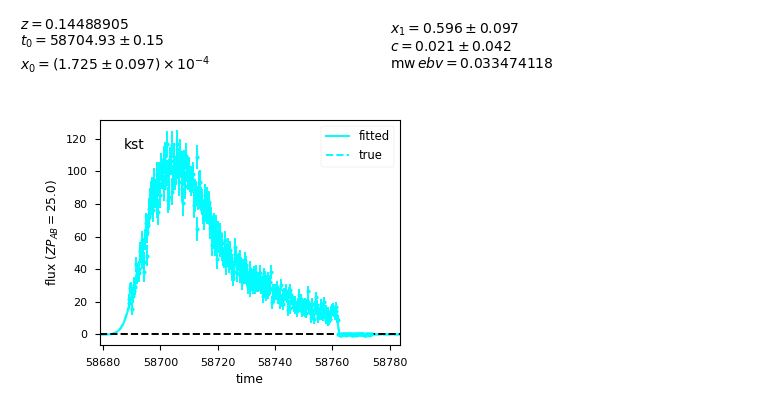 z = 0.14488905
t₀ = 58704.93 ± 0.15
x₀ = (1.725 ± 0.097) × 10⁻⁴
x₁ = 0.596 ± 0.097
c = 0.021 ± 0.042
mw ebv = 0.033474118
kst
fitted
true
120
100
80
60
40
20
0
flux (ZP_AB = 25.0)
58680 58700 58720 58740 58760 58780
time